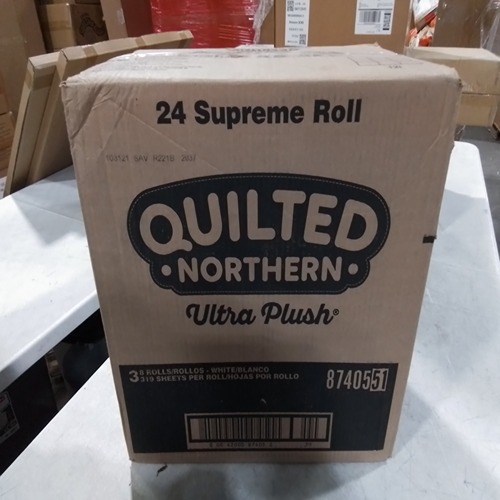 24 Supreme Roll
QUILTED
NORTHERN
Ultra Plush®
3 8 ROLLS/ROLLOS - WHITE/BLANCO
319 SHEETS PER ROLL/HOJAS POR ROLLO
8740551